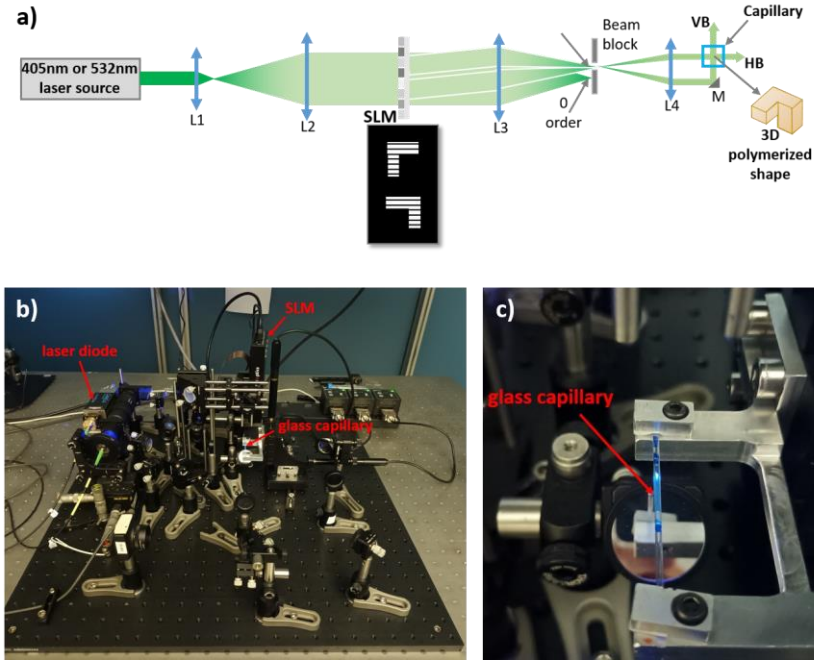 a)
405nm or 532nm
laser source
L1
L2
SLM
L3
0
order
Beam
block
L4
VB
Capillary
HB
M
3D
polymerized
shape
b)
SLM
laser diode
glass capillary
c)
glass capillary